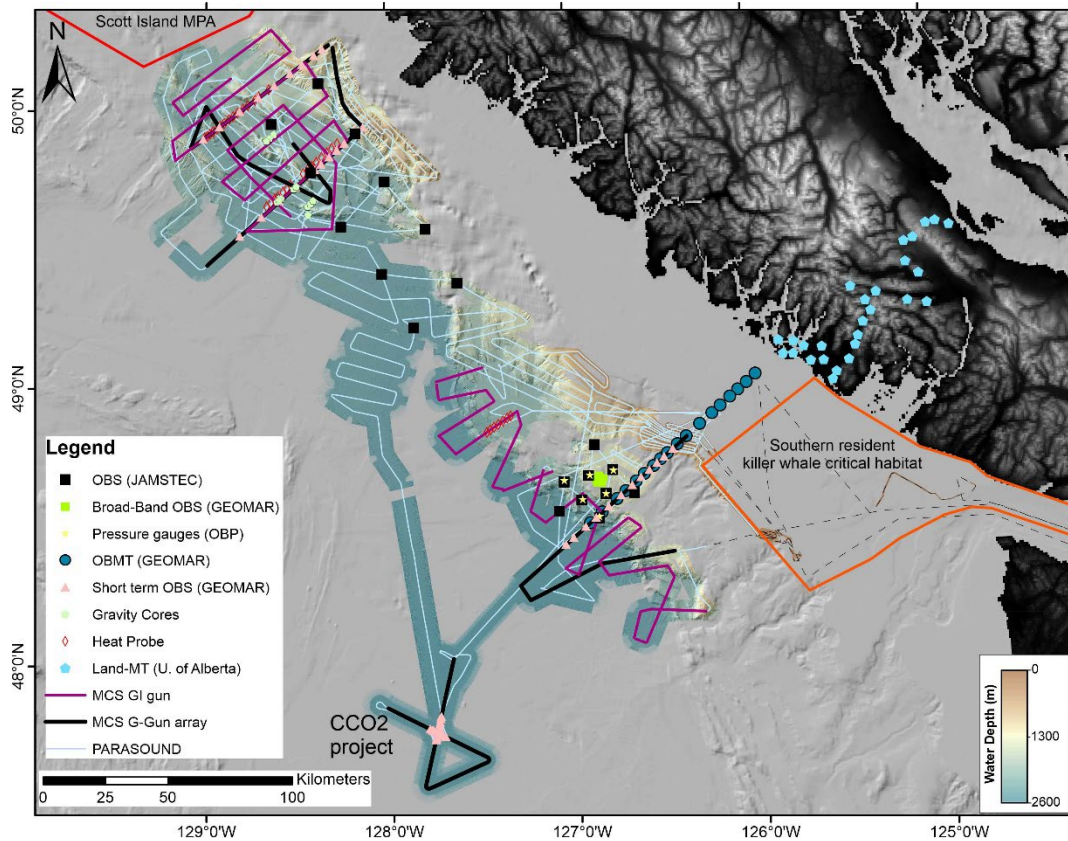 Scott Island MPA
N
50°0'N
49°0'N
48°0'N
Southern resident
killer whale critical habitat
Legend
OBS (JAMSTEC)
Broad-Band OBS (GEOMAR)
Pressure gauges (OBP)
OBMT (GEOMAR)
Short term OBS (GEOMAR)
Gravity Cores
Heat Probe
Land-MT (U. of Alberta)
MCS GI gun
MCS G-Gun array
PARASOUND
CCO2
project
Kilometers
0 25 50 100
Water Depth (m)
0
1300
2600
129°0'W 128°0'W 127°0'W 126°0'W 125°0'W